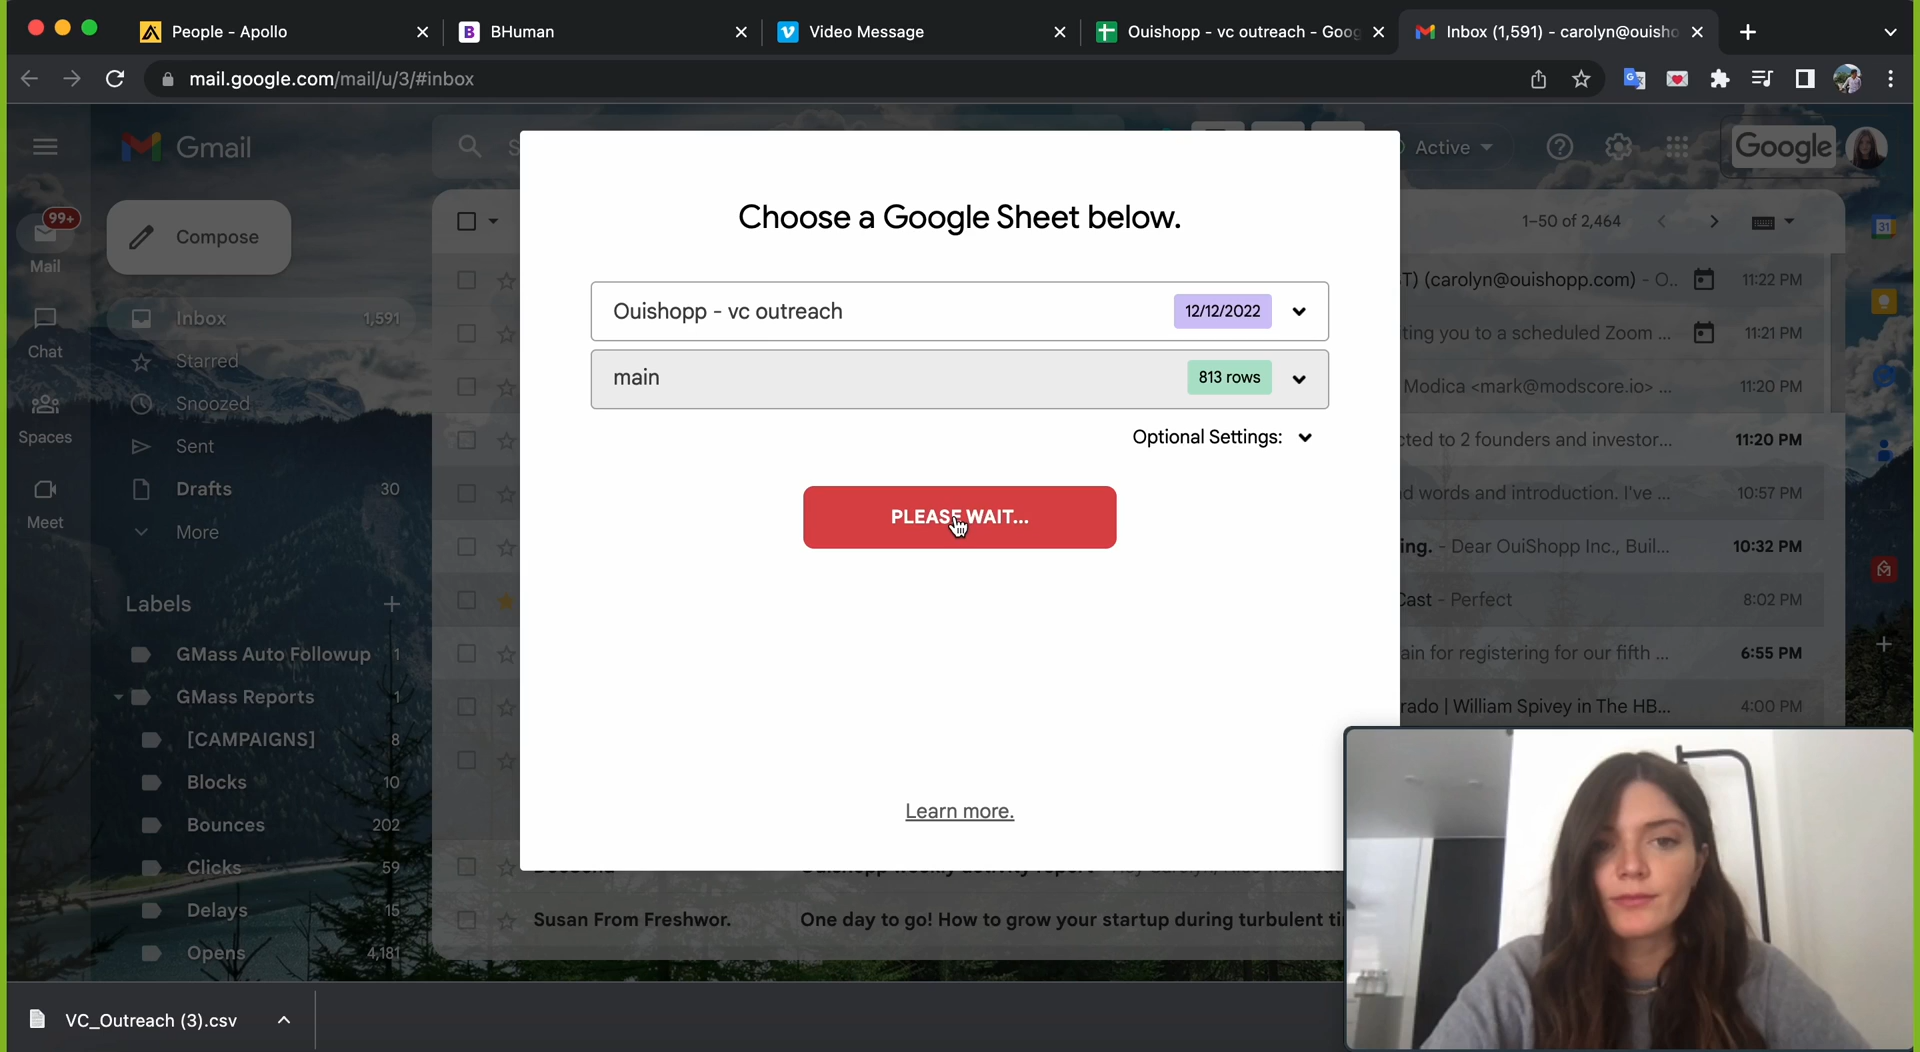 People - Apollo
BHuman
Video Message
Ouishopp - vc outreach - Goog
Inbox (1,591) - carolyn@ouisho
mail.google.com/mail/u/3/#inbox
Gmail
S
Active
Google
99+
Mail
Compose
Choose a Google Sheet below.
1–50 of 2,464
31
Ouishopp - vc outreach
12/12/2022
T) (carolyn@ouishopp.com) - O...
11:22 PM
Inbox
1,591
ting you to a scheduled Zoom ...
11:21 PM
Chat
Starred
main
813 rows
Modica <mark@modscore.io> ...
11:20 PM
Snoozed
Spaces
Sent
Optional Settings:
cted to 2 founders and investor...
11:20 PM
Drafts
30
d words and introduction. I've ...
10:57 PM
Meet
More
PLEASE WAIT...
ing. - Dear OuiShopp Inc., Buil...
10:32 PM
Labels
Cast - Perfect
8:02 PM
GMass Auto Followup
1
ain for registering for our fifth ...
6:55 PM
GMass Reports
1
rado | William Spivey in The HB...
4:00 PM
[CAMPAIGNS]
8
Blocks
10
Learn more.
Bounces
202
Clicks
59
Delays
15
Susan From Freshwor.
One day to go! How to grow your startup during turbulent ti
Opens
4,181
VC_Outreach (3).csv